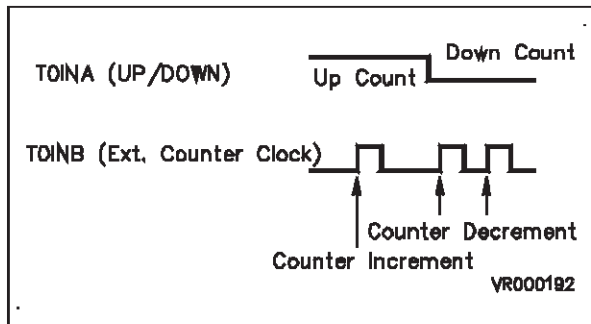 TOINA (UP/DOWN)
Down Count
Up Count
TOINB (Ext. Counter Clock)
Counter Decrement
Counter Increment
VR000192